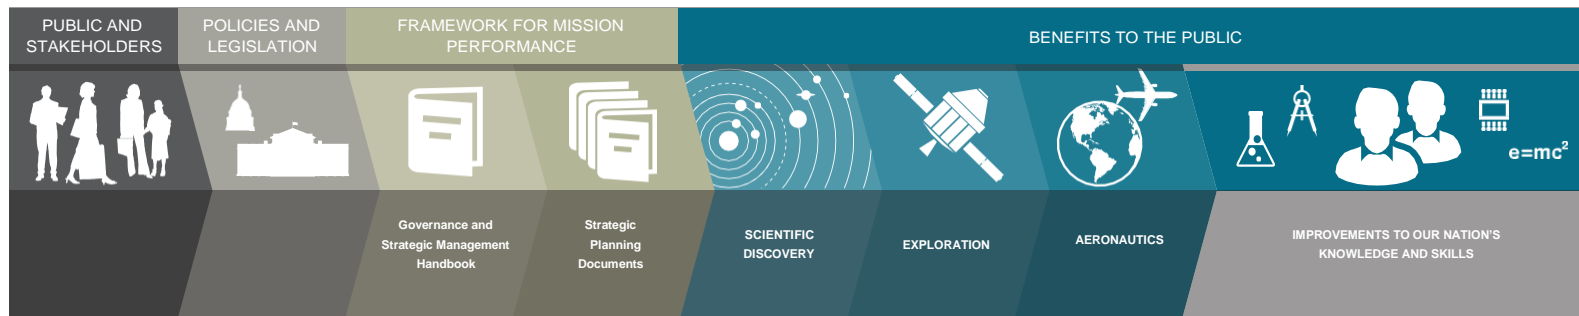 PUBLIC AND
STAKEHOLDERS
POLICIES AND
LEGISLATION
FRAMEWORK FOR MISSION
PERFORMANCE
BENEFITS TO THE PUBLIC
e=mc²
Governance and
Strategic Management
Handbook
Strategic
Planning
Documents
SCIENTIFIC
DISCOVERY
EXPLORATION
AERONAUTICS
IMPROVEMENTS TO OUR NATION'S
KNOWLEDGE AND SKILLS